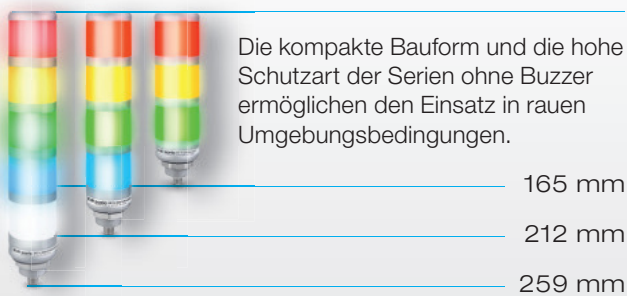 Die kompakte Bauform und die hohe
Schutzart der Serien ohne Buzzer
ermöglichen den Einsatz in rauen
Umgebungsbedingungen.
165 mm
212 mm
259 mm